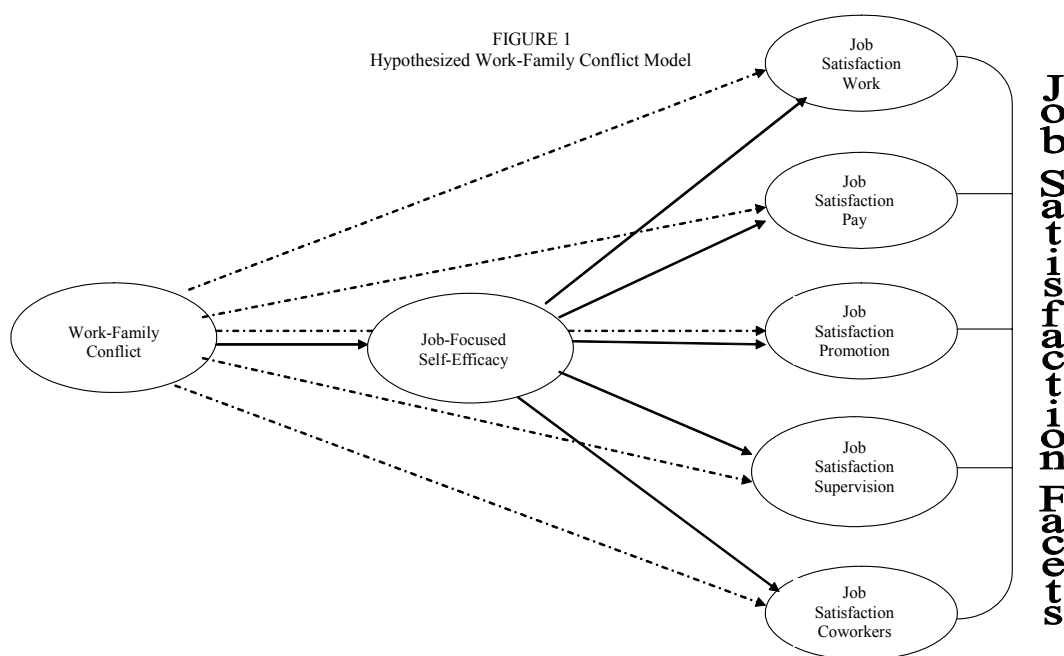 FIGURE 1
Hypothesized Work-Family Conflict Model
Job
Satisfaction
Work
Job
Satisfaction
Pay
Work-Family
Conflict
Job-Focused
Self-Efficacy
Job
Satisfaction
Promotion
Job
Satisfaction
Supervision
Job
Satisfaction
Coworkers
Job Satisfaction Facets